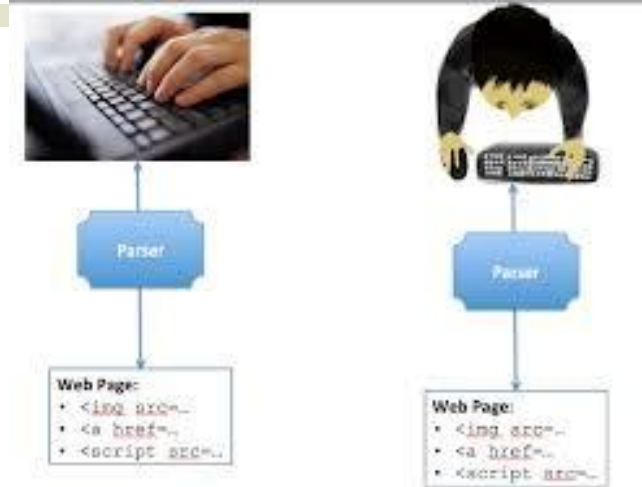 Parser
Web Page:
• <img src=…
• <a href=…
• <script src=…
Parser
Web Page:
• <img src=…
• <a href=…
• <script src=…